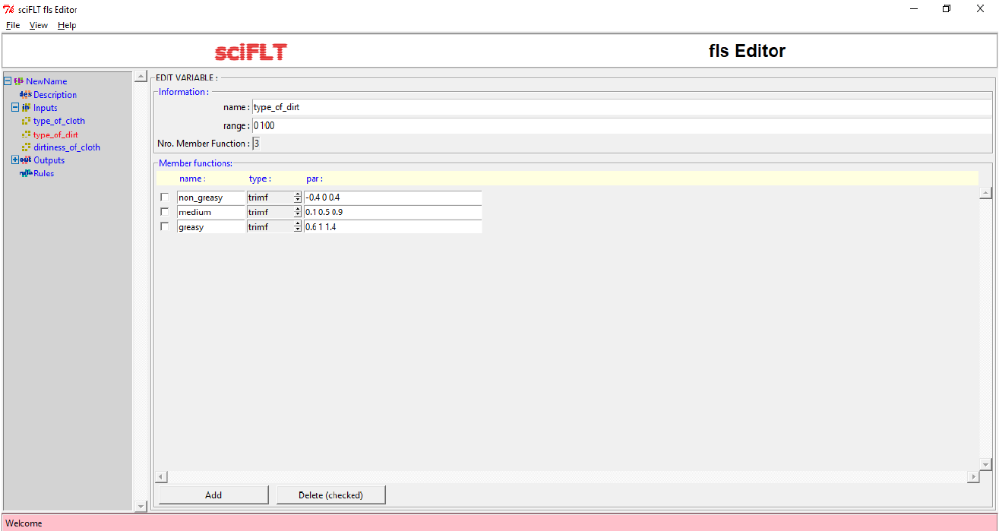 sciFLT fls Editor
File View Help
sciFLT
fls Editor
fls NewName
des Description
in Inputs
type_of_cloth
type_of_dirt
dirtiness_of_cloth
out Outputs
rule Rules
EDIT VARIABLE :
Information :
name : type_of_dirt
range : 0 100
Nro. Member Function : 3
Member functions:
name : type : par :
non_greasy trimf -0.4 0 0.4
medium trimf 0.1 0.5 0.9
greasy trimf 0.6 1 1.4
Add Delete (checked)
Welcome